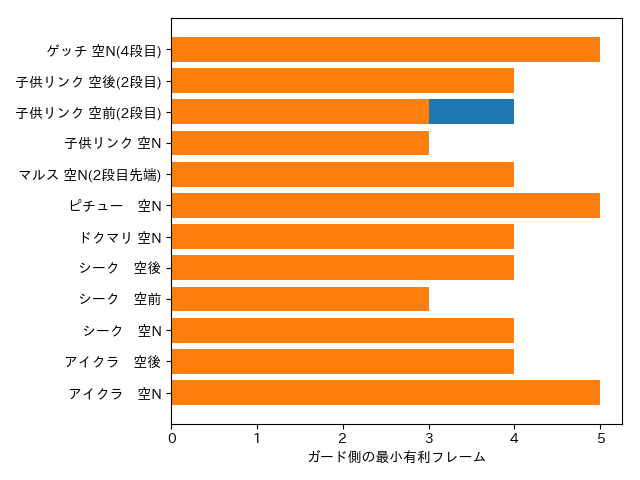 ゲッチ 空N(4段目)
子供リンク 空後(2段目)
子供リンク 空前(2段目)
子供リンク 空N
マルス 空N(2段目先端)
ピチュー　空N
ドクマリ 空N
シーク　空後
シーク　空前
シーク　空N
アイクラ　空後
アイクラ　空N
0 1 2 3 4 5
ガード側の最小有利フレーム